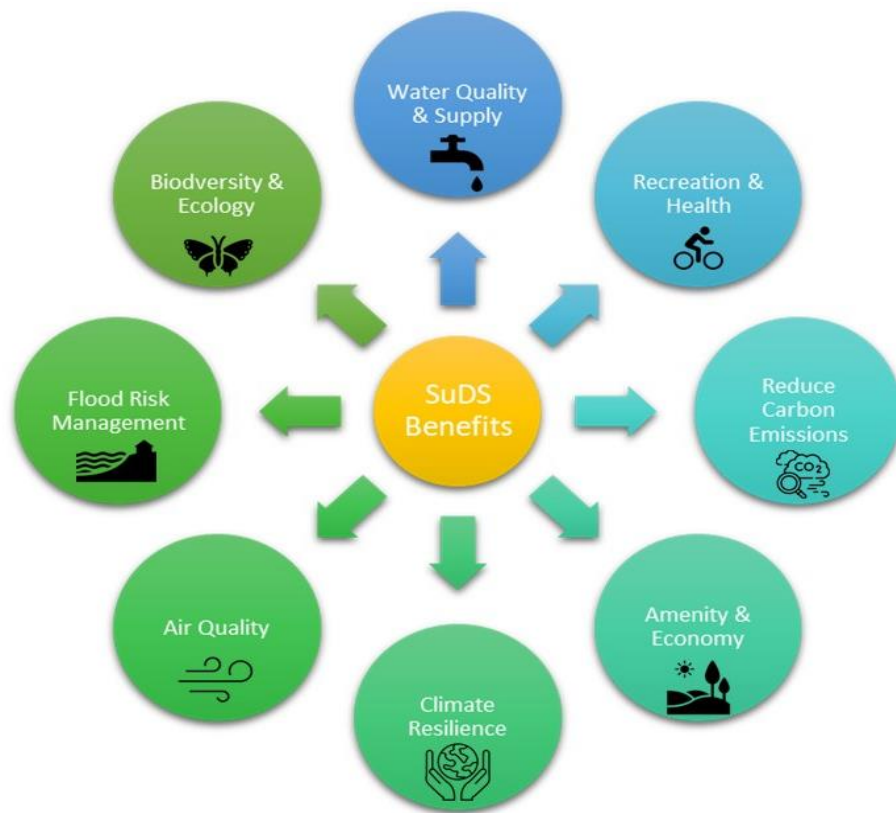 Water Quality
& Supply
Recreation &
Health
Reduce
Carbon
Emissions
CO2
Amenity &
Economy
Climate
Resilience
Air Quality
Flood Risk
Management
Biodversity &
Ecology
SuDS
Benefits